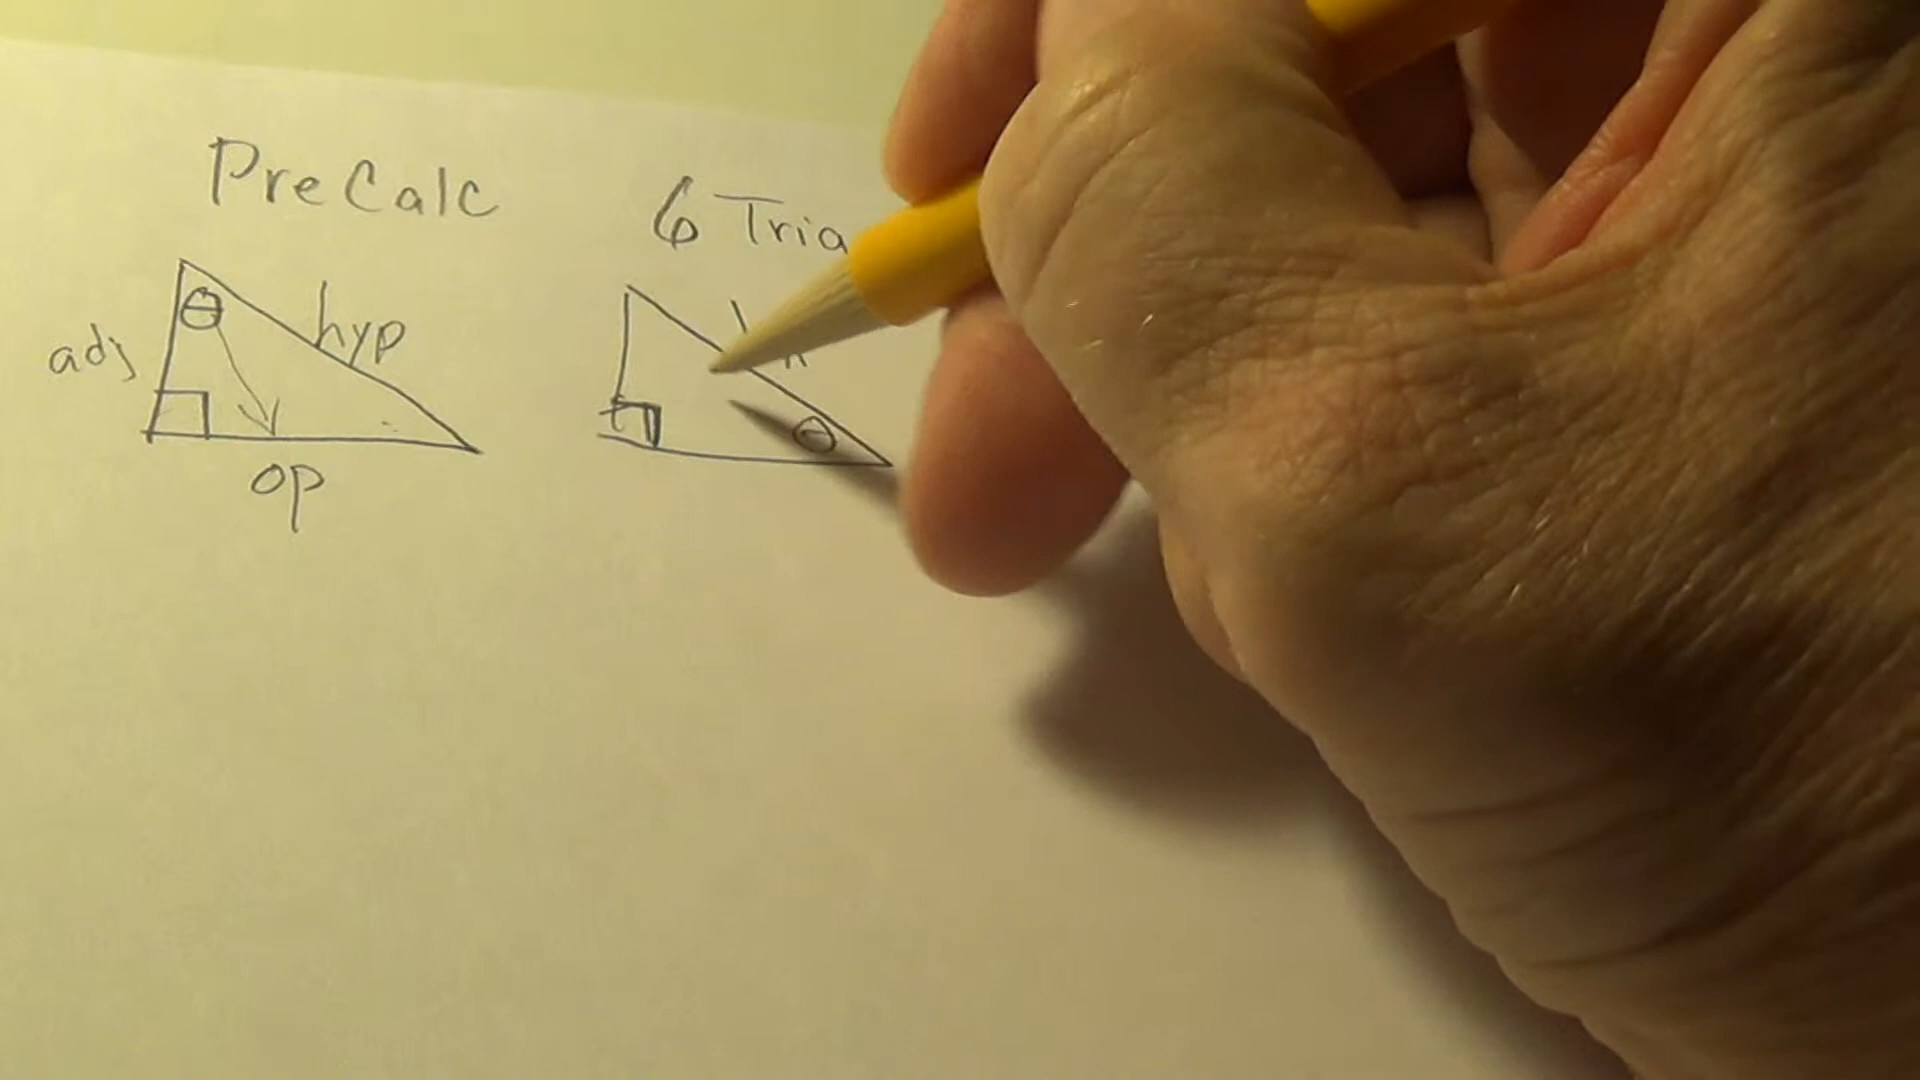 PreCalc
6 Tria
θ
hyp
adj
op
θ